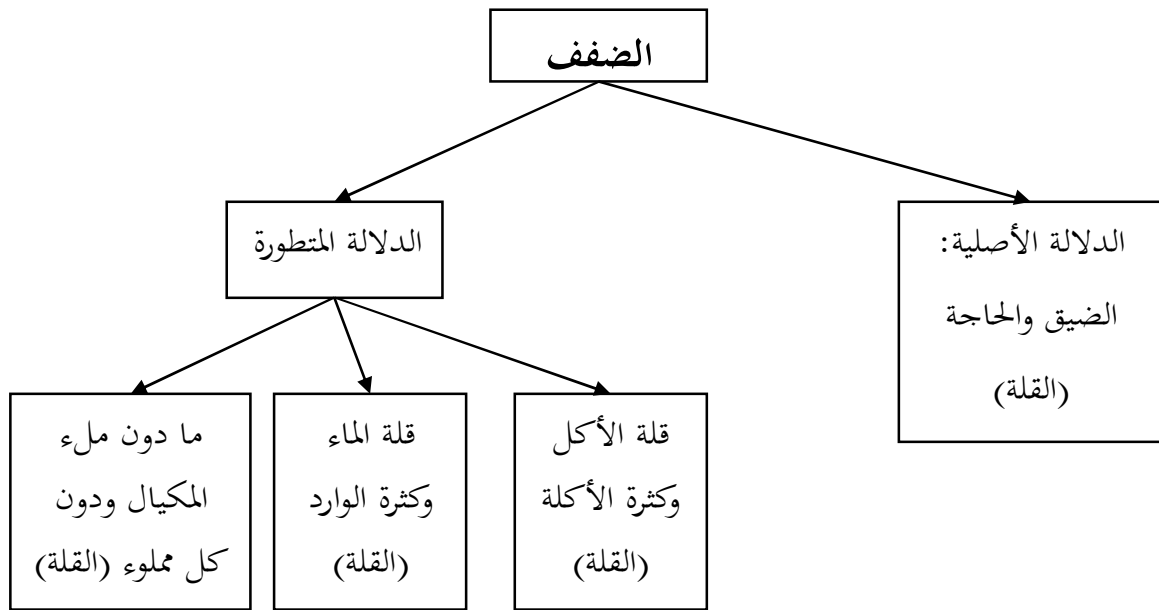 الضفف
الدلالة الأصلية:
الضيق والحاجة
(القلة)
الدلالة المتطورة
قلة الأكل
وكثرة الأكلة
(القلة)
قلة الماء
وكثرة الوارد
(القلة)
ما دون ملء
المكيال ودون
كل مملوء (القلة)